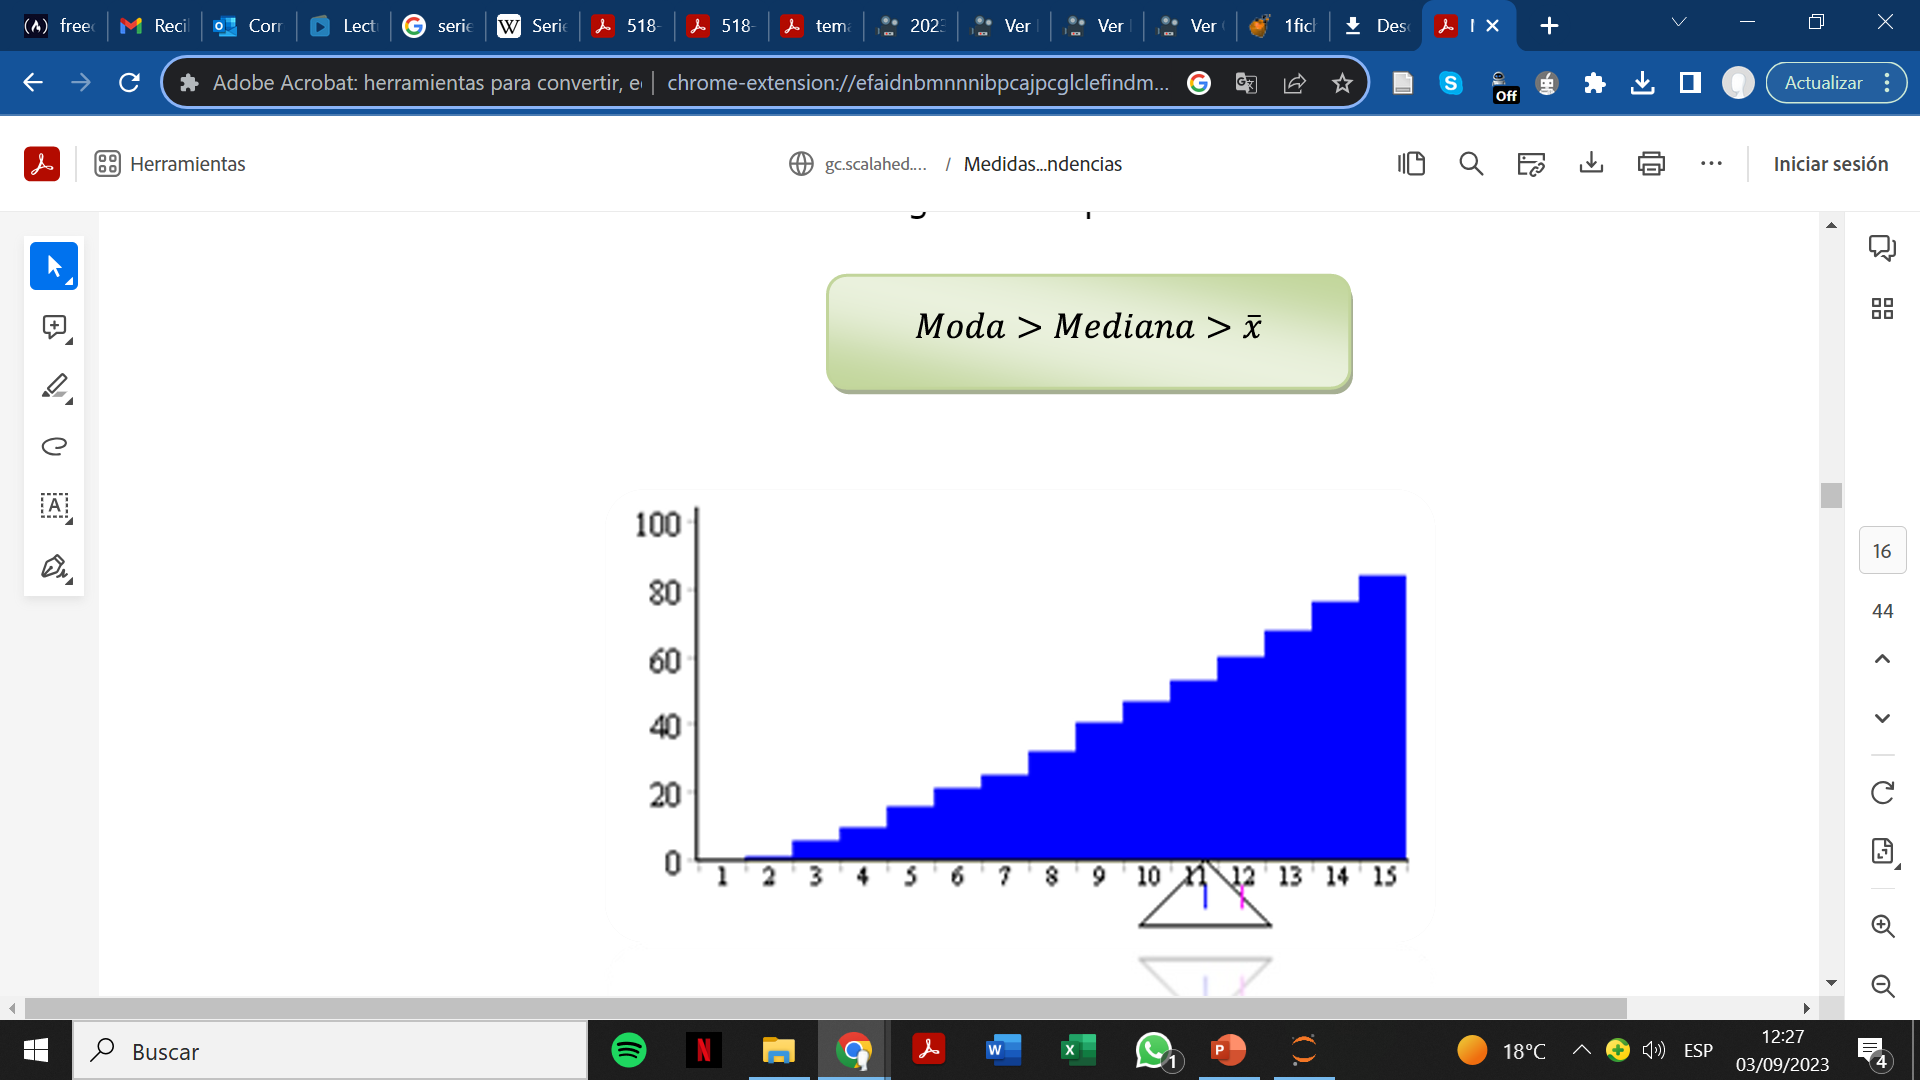 freec
Reci
Corr
Lect
serie
Serie
518-
518-
tema
2023
Ver
Ver
Ver
1fich
Desc
Adobe Acrobat: herramientas para convertir, e
chrome-extension://efaidnbmnnnibpcajpcglclefindm...
Off
Actualizar
Herramientas
gc.scalahed....
/
Medidas...ndencias
Iniciar sesión
Moda > Mediana > x̄
16
44
100
80
60
40
20
0
1 2 3 4 5 6 7 8 9 10 11 12 13 14 15
Buscar
1
18°C
ESP
12:27
03/09/2023
4